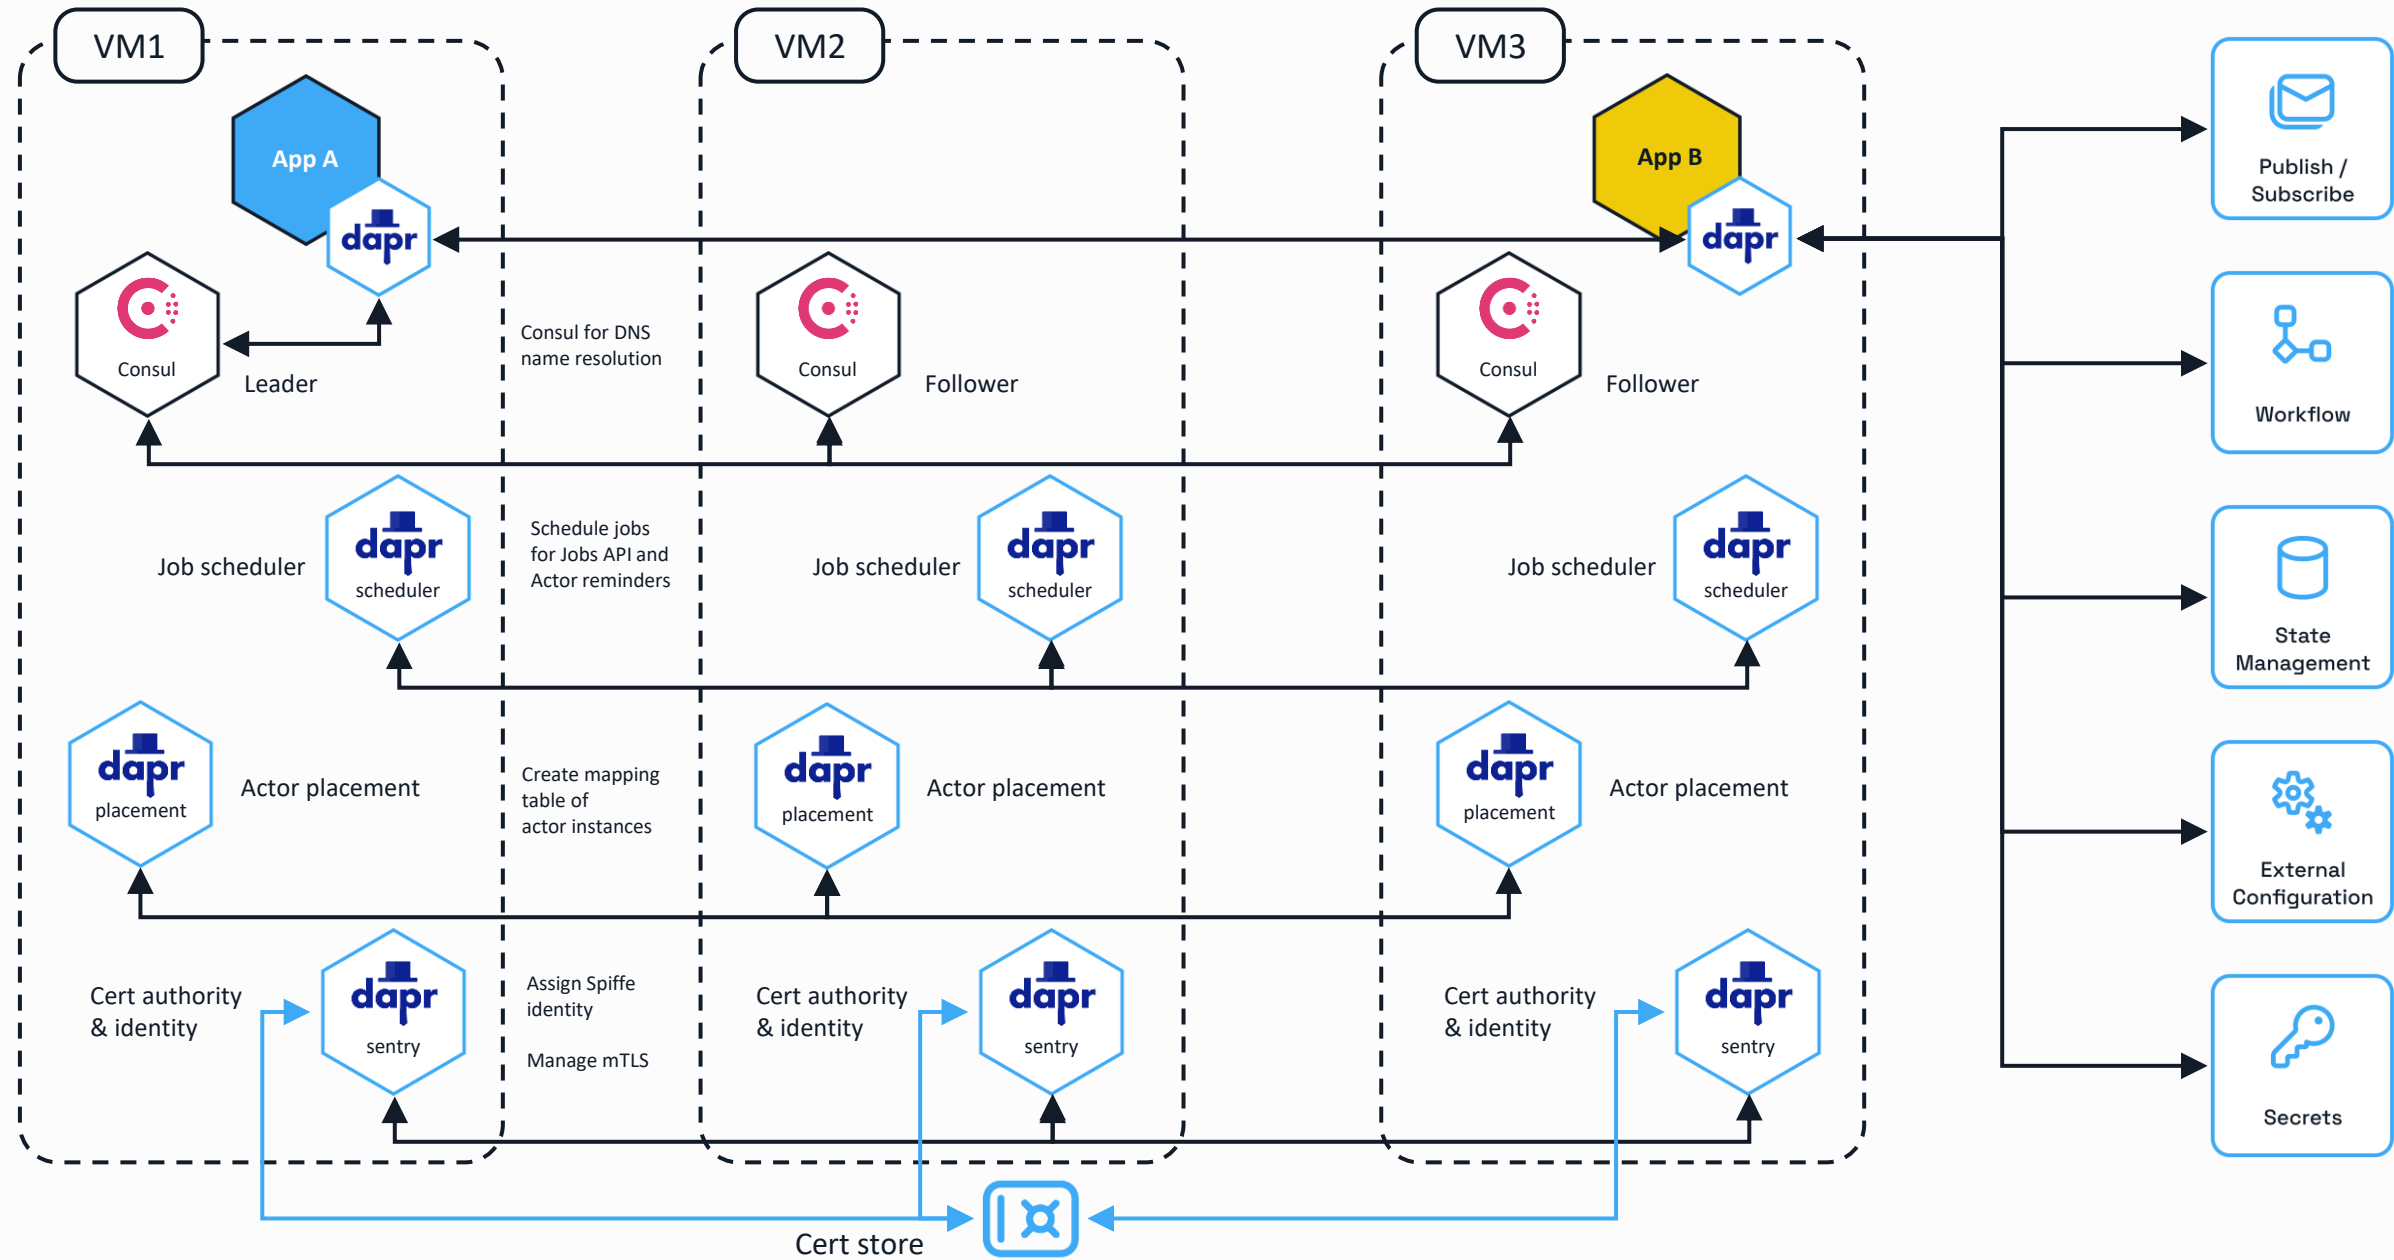 VM1
VM2
VM3
App A
dapr
App B
dapr
Publish /
Subscribe
Consul
Leader
Consul for DNS
name resolution
Consul
Follower
Consul
Follower
Workflow
Job scheduler
dapr
scheduler
Schedule jobs
for Jobs API and
Actor reminders
Job scheduler
dapr
scheduler
Job scheduler
dapr
scheduler
State
Management
dapr
placement
Actor placement
Create mapping
table of
actor instances
dapr
placement
Actor placement
dapr
placement
Actor placement
External
Configuration
Cert authority
& identity
dapr
sentry
Assign Spiffe
identity
Manage mTLS
Cert authority
& identity
dapr
sentry
Cert authority
& identity
dapr
sentry
Secrets
Cert store